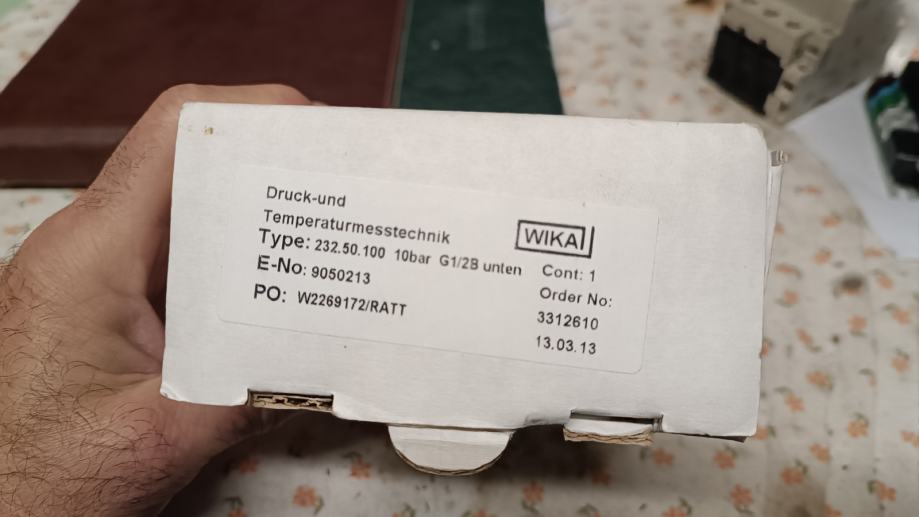 Druck-und
Temperaturmesstechnik
WIKA
Type: 232.50.100 10bar G1/2B unten
Cont: 1
E-No: 9050213
Order No:
PO: W2269172/RATT
3312610
13.03.13